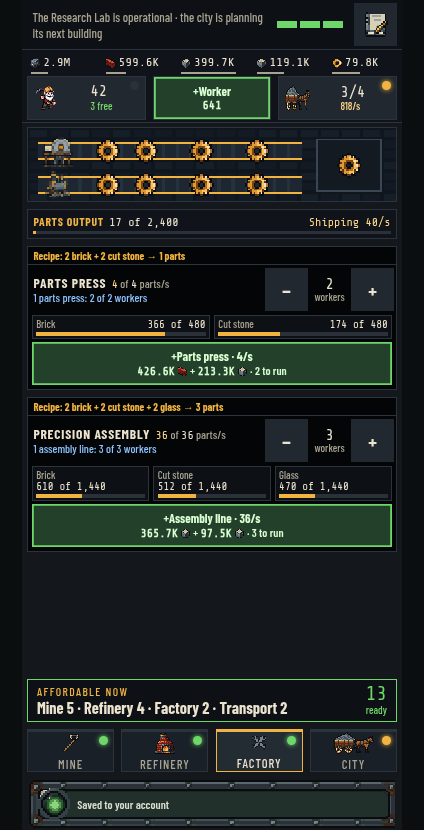 The Research Lab is operational · the city is planning
its next building
2.9M 599.6K 399.7K 119.1K 79.8K
42
3 free
+Worker
641
3/4
818/s
PARTS OUTPUT 17 of 2,400 Shipping 40/s
Recipe: 2 brick + 2 cut stone → 1 parts
PARTS PRESS 4 of 4 parts/s
1 parts press: 2 of 2 workers
− 2 workers +
Brick 366 of 480 Cut stone 174 of 480
+Parts press · 4/s
426.6K + 213.3K · 2 to run
Recipe: 2 brick + 2 cut stone + 2 glass → 3 parts
PRECISION ASSEMBLY 36 of 36 parts/s
1 assembly line: 3 of 3 workers
− 3 workers +
Brick Cut stone Glass
610 of 1,440 512 of 1,440 470 of 1,440
+Assembly line · 36/s
365.7K + 97.5K · 3 to run
AFFORDABLE NOW
Mine 5 · Refinery 4 · Factory 2 · Transport 2
13
ready
MINE REFINERY FACTORY CITY
Saved to your account